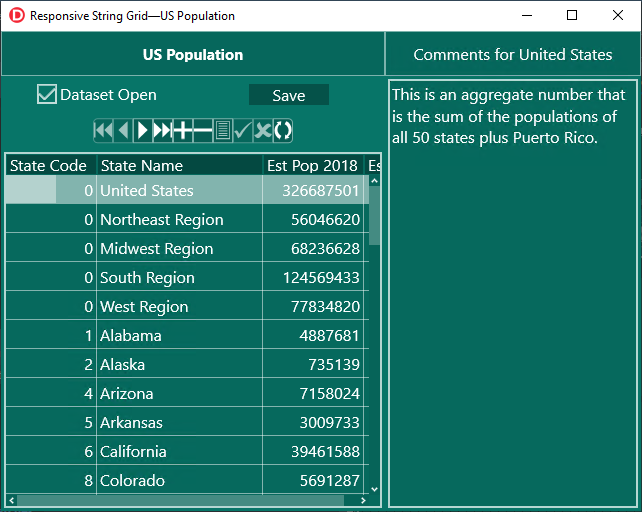 Responsive String Grid—US Population
US Population
Comments for United States
Dataset Open
Save
This is an aggregate number that
is the sum of the populations of
all 50 states plus Puerto Rico.
State Code State Name Est Pop 2018 Es
0 United States 326687501
0 Northeast Region 56046620
0 Midwest Region 68236628
0 South Region 124569433
0 West Region 77834820
1 Alabama 4887681
2 Alaska 735139
4 Arizona 7158024
5 Arkansas 3009733
6 California 39461588
8 Colorado 5691287